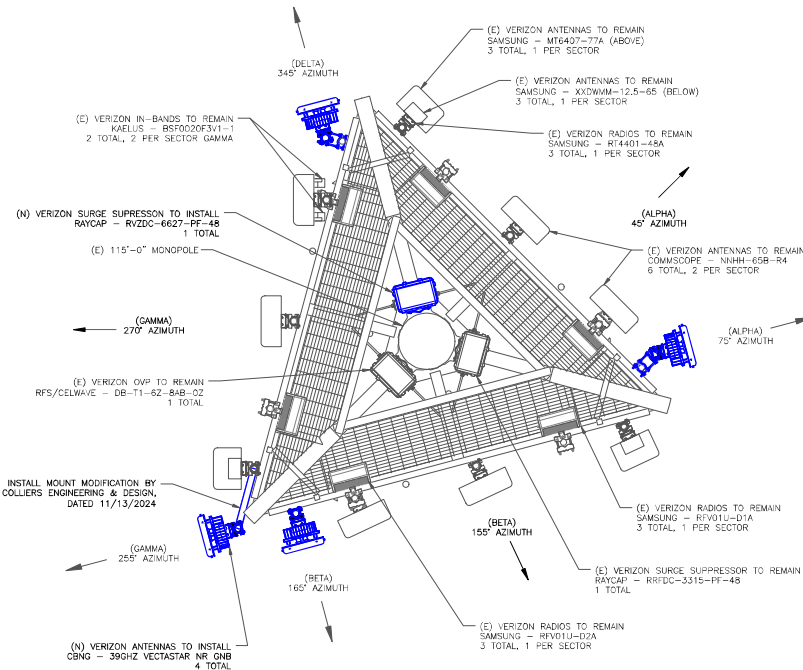 (E) VERIZON ANTENNAS TO REMAIN
SAMSUNG - MT6407-77A (ABOVE)
3 TOTAL, 1 PER SECTOR
(DELTA)
345° AZIMUTH
(E) VERIZON ANTENNAS TO REMAIN
SAMSUNG - XXDWMM-12.5-65 (BELOW)
3 TOTAL, 1 PER SECTOR
(E) VERIZON IN-BANDS TO REMAIN
KAELUS - BSF0020F3V1-1
2 TOTAL, 2 PER SECTOR GAMMA
(E) VERIZON RADIOS TO REMAIN
SAMSUNG - RT4401-48A
3 TOTAL, 1 PER SECTOR
(N) VERIZON SURGE SUPRESSON TO INSTALL
RAYCAP - RVZDC-6627-PF-48
1 TOTAL
(ALPHA)
45° AZIMUTH
(E) 115'-0" MONOPOLE
(E) VERIZON ANTENNAS TO REMAIN
COMMSCOPE - NNHH-65B-R4
6 TOTAL, 2 PER SECTOR
(GAMMA)
270° AZIMUTH
(ALPHA)
75° AZIMUTH
(E) VERIZON OVP TO REMAIN
RFS/CELWAVE - DB-T1-6Z-8AB-0Z
1 TOTAL
INSTALL MOUNT MODIFICATION BY
COLLIERS ENGINEERING & DESIGN,
DATED 11/13/2024
(E) VERIZON RADIOS TO REMAIN
SAMSUNG - RFV01U-D1A
3 TOTAL, 1 PER SECTOR
(BETA)
155° AZIMUTH
(GAMMA)
255° AZIMUTH
(E) VERIZON SURGE SUPPRESSOR TO REMAIN
RAYCAP - RRFDC-3315-PF-48
1 TOTAL
(BETA)
165° AZIMUTH
(E) VERIZON RADIOS TO REMAIN
SAMSUNG - RFV01U-D2A
3 TOTAL, 1 PER SECTOR
(N) VERIZON ANTENNAS TO INSTALL
CBNG - 39GHZ VECTASTAR NR GNB
4 TOTAL